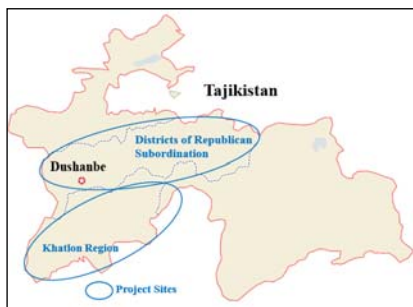 Tajikistan
Districts of Republican
Subordination
Dushanbe
Khatlon Region
Project Sites